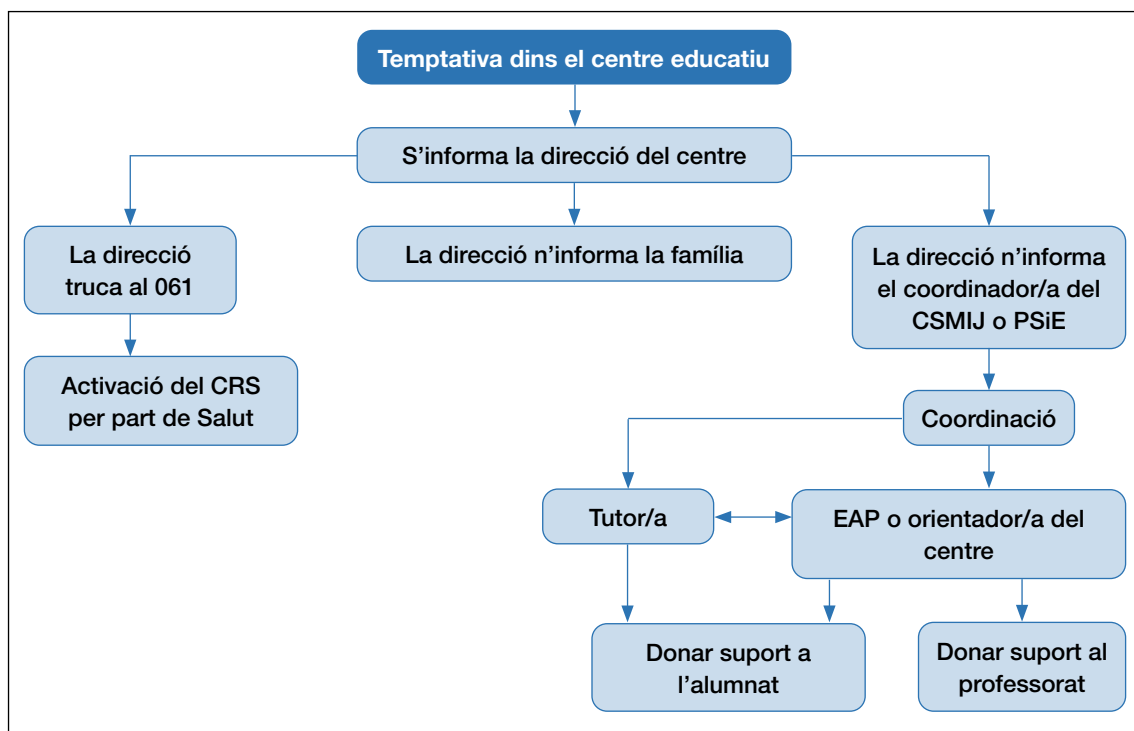 Temptativa dins el centre educatiu
S’informa la direcció del centre
La direcció
truca al 061
La direcció n’informa la família
La direcció n’informa
el coordinador/a del
CSMIJ o PSiE
Activació del CRS
per part de Salut
Coordinació
Tutor/a
EAP o orientador/a del
centre
Donar suport a
l’alumnat
Donar suport al
professorat